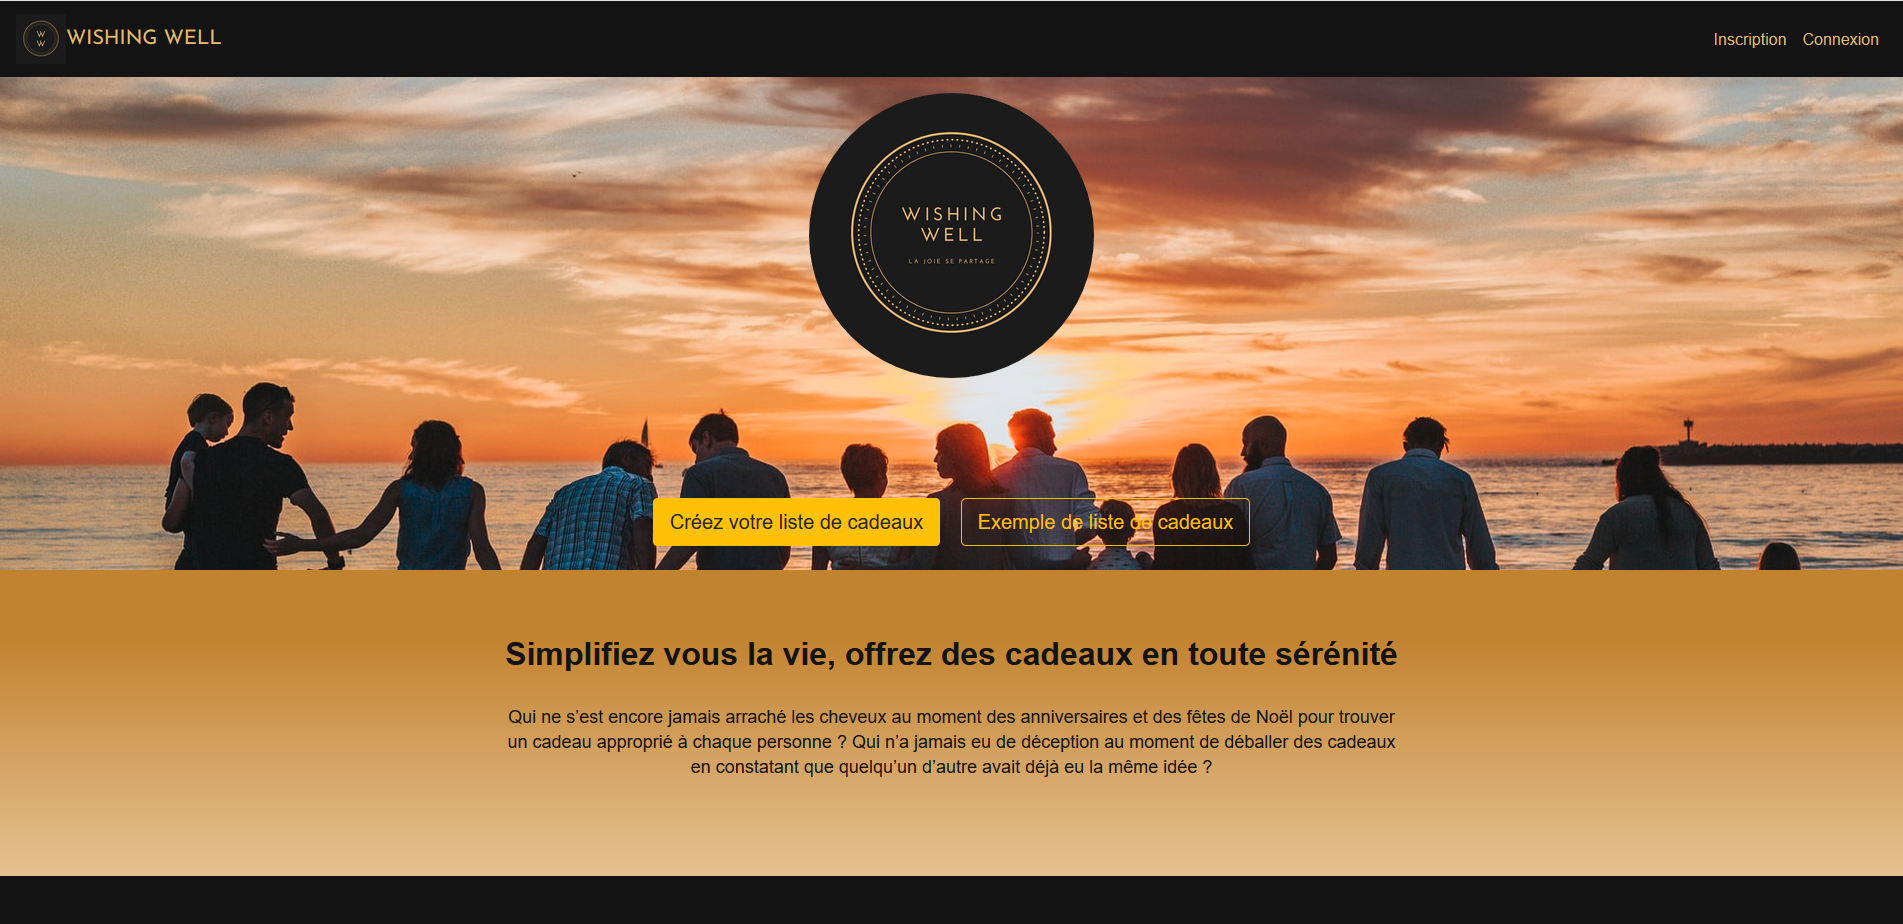 W
W
WISHING WELL
Inscription
Connexion
WISHING
WELL
LA JOIE SE PARTAGE
Créez votre liste de cadeaux
Exemple de liste de cadeaux
Simplifiez vous la vie, offrez des cadeaux en toute sérénité
Qui ne s’est encore jamais arraché les cheveux au moment des anniversaires et des fêtes de Noël pour trouver
un cadeau approprié à chaque personne ? Qui n’a jamais eu de déception au moment de déballer des cadeaux
en constatant que quelqu’un d’autre avait déjà eu la même idée ?